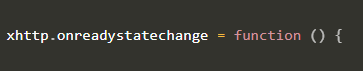 xhttp.onreadystatechange = function () {